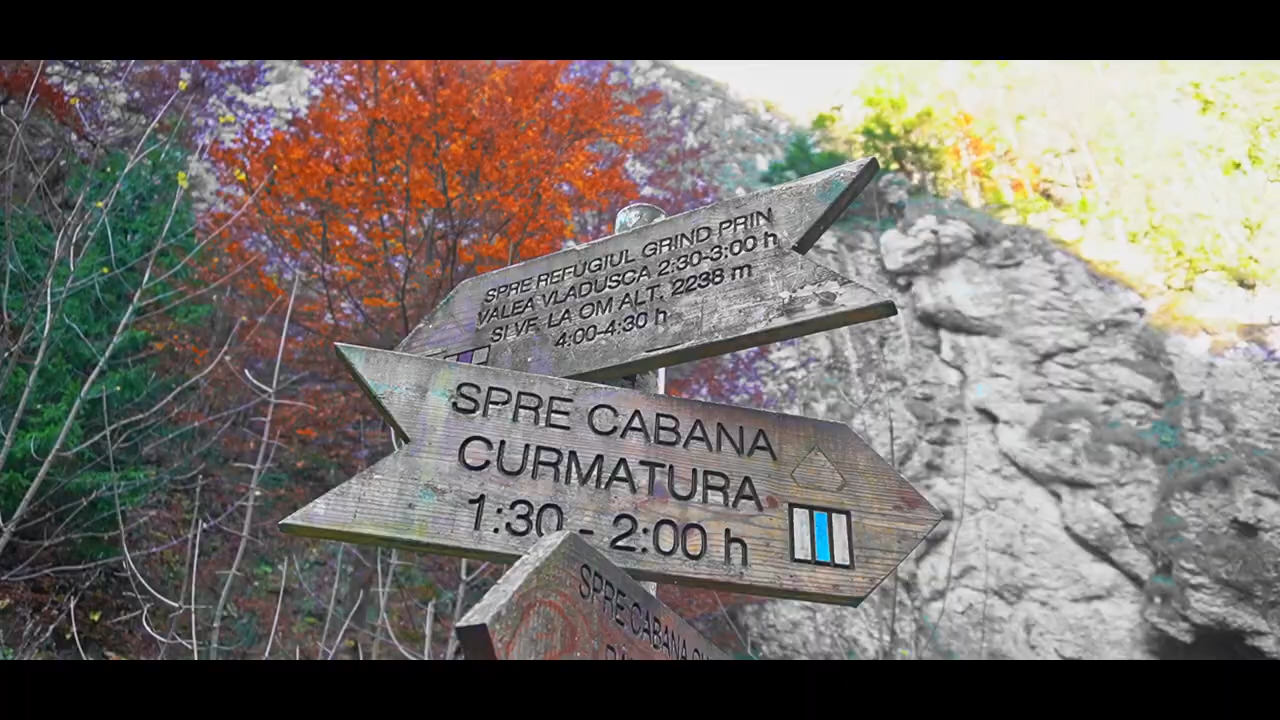 SPRE REFUGIUL GRIND PRIN
VALEA VLADUSCA 2:30-3:00 h
SI VF. LA OM ALT. 2238 m
4:00-4:30 h
SPRE CABANA
CURMATURA
1:30 - 2:00 h
SPRE CABANA